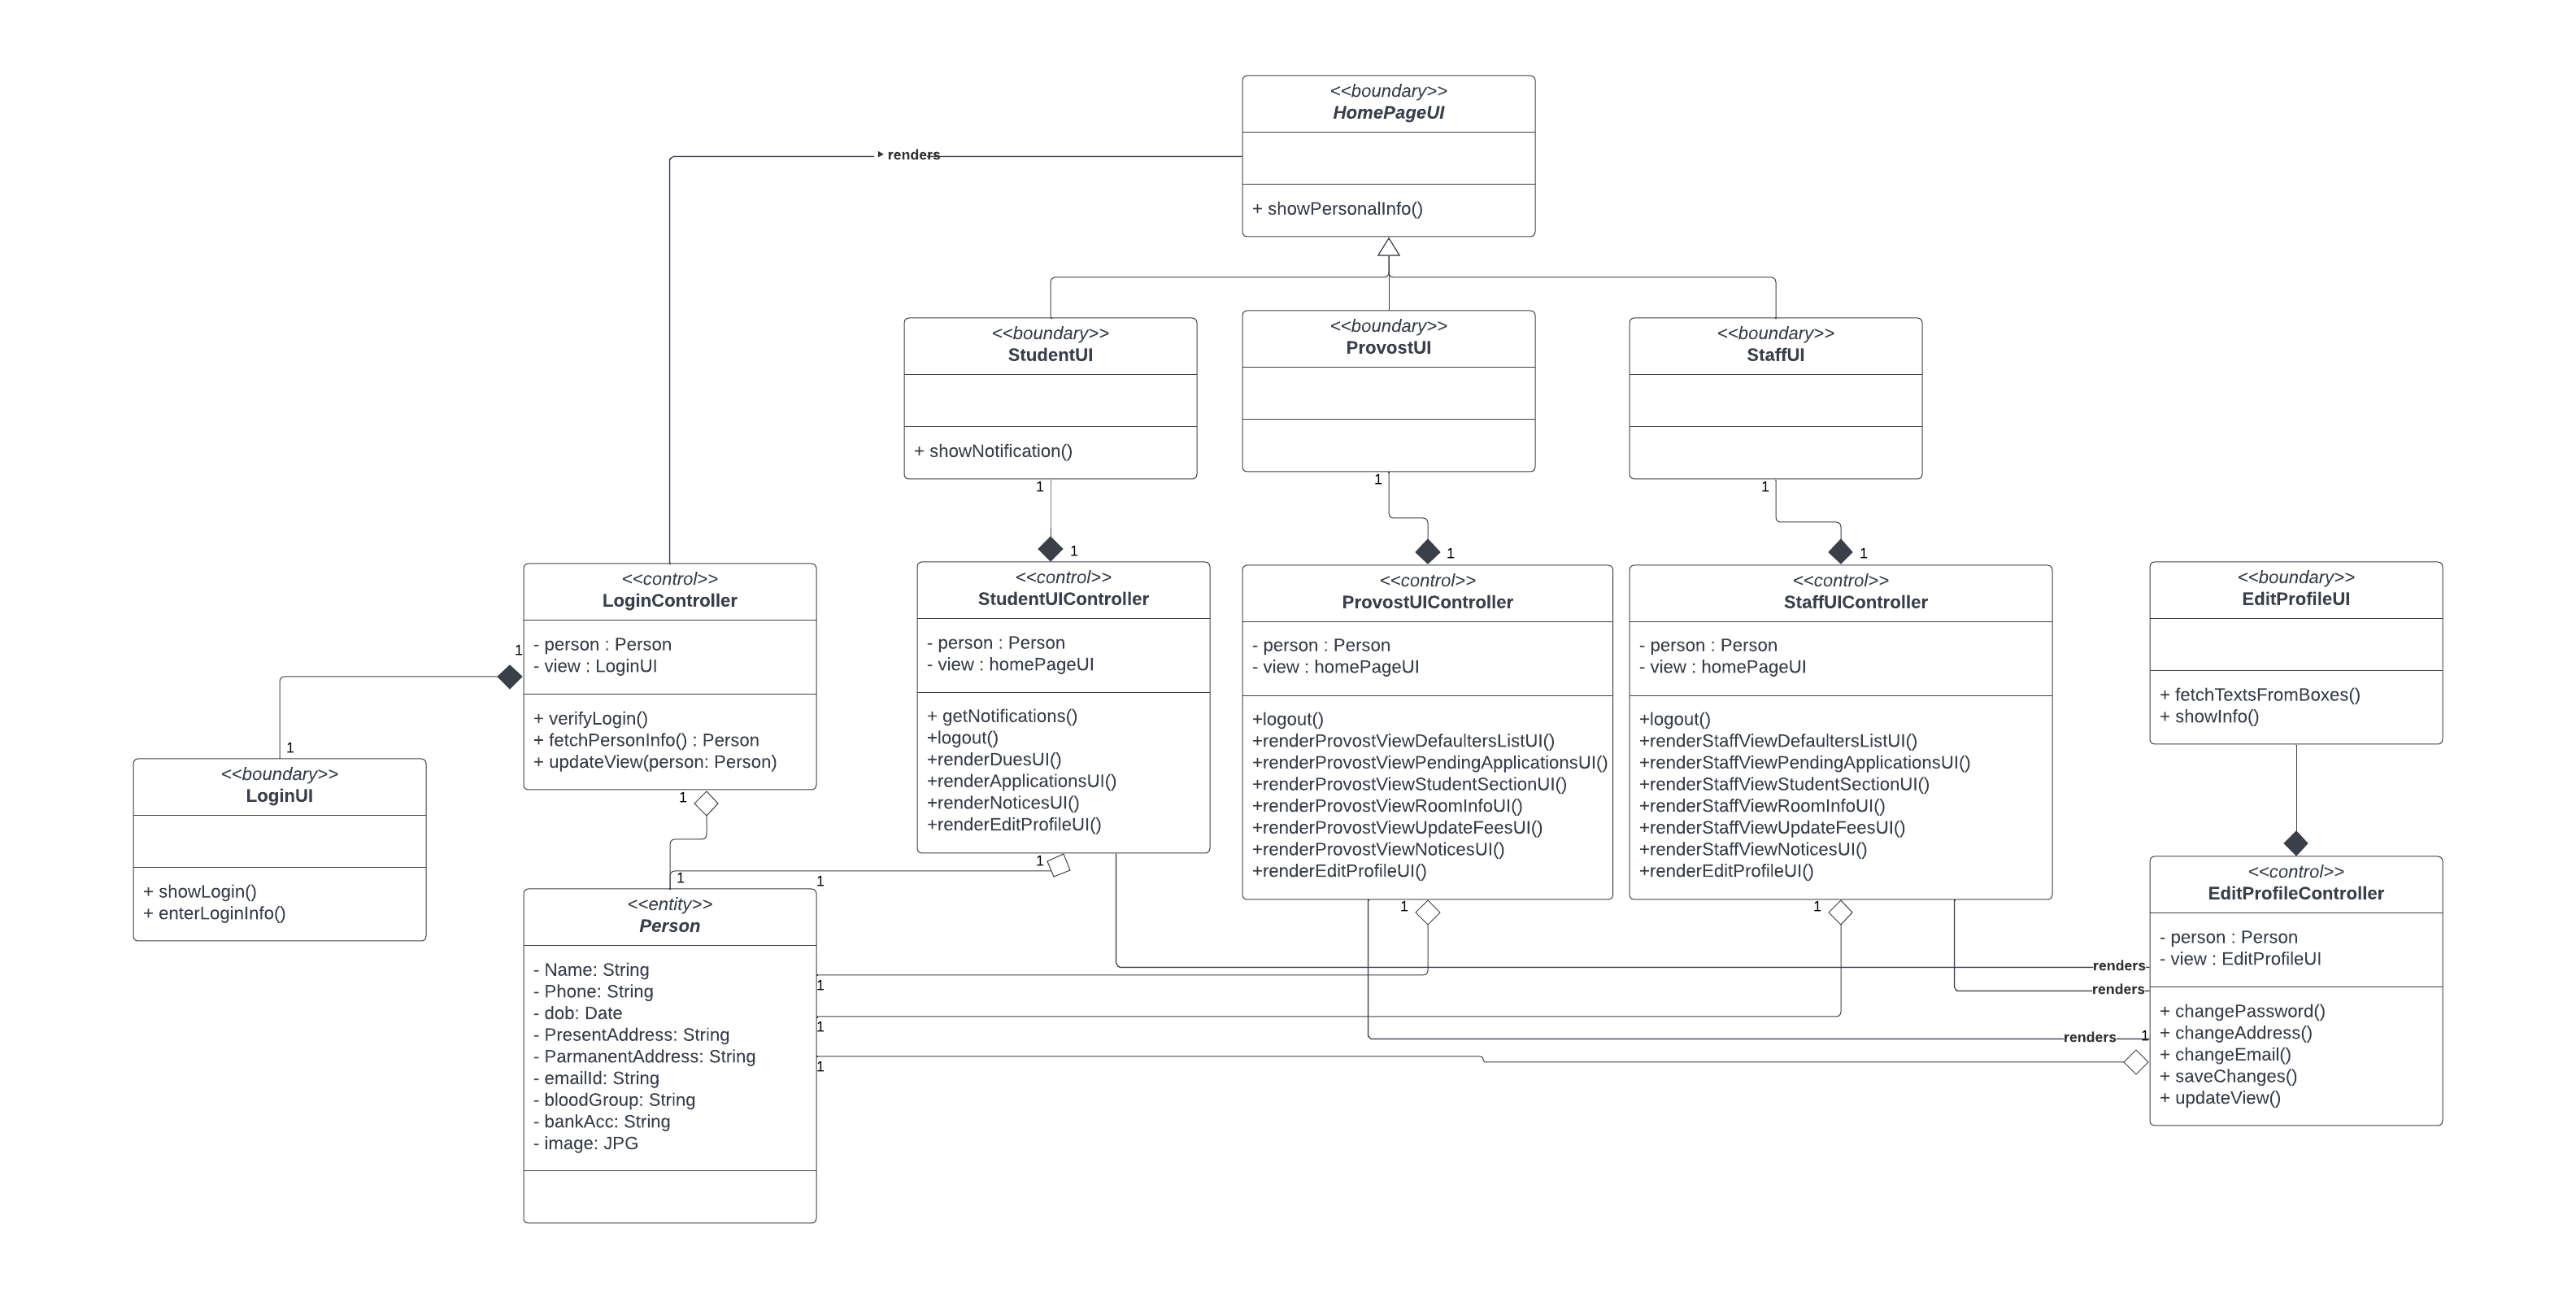 <<boundary>>
HomePageUI
+ showPersonalInfo()
renders
<<boundary>>
StudentUI
+ showNotification()
1
1
<<boundary>>
ProvostUI
1
1
<<boundary>>
StaffUI
1
1
<<control>>
LoginController
- person : Person
- view : LoginUI
+ verifyLogin()
+ fetchPersonInfo() : Person
+ updateView(person: Person)
1
1
1
<<boundary>>
LoginUI
+ showLogin()
+ enterLoginInfo()
<<control>>
StudentUIController
- person : Person
- view : homePageUI
+ getNotifications()
+logout()
+renderDuesUI()
+renderApplicationsUI()
+renderNoticesUI()
+renderEditProfileUI()
1
<<control>>
ProvostUIController
- person : Person
- view : homePageUI
+logout()
+renderProvostViewDefaultersListUI()
+renderProvostViewPendingApplicationsUI()
+renderProvostViewStudentSectionUI()
+renderProvostViewRoomInfoUI()
+renderProvostViewUpdateFeesUI()
+renderProvostViewNoticesUI()
+renderEditProfileUI()
1
<<control>>
StaffUIController
- person : Person
- view : homePageUI
+logout()
+renderStaffViewDefaultersListUI()
+renderStaffViewPendingApplicationsUI()
+renderStaffViewStudentSectionUI()
+renderStaffViewRoomInfoUI()
+renderStaffViewUpdateFeesUI()
+renderStaffViewNoticesUI()
+renderEditProfileUI()
1
<<boundary>>
EditProfileUI
+ fetchTextsFromBoxes()
+ showInfo()
<<control>>
EditProfileController
- person : Person
- view : EditProfileUI
+ changePassword()
+ changeAddress()
+ changeEmail()
+ saveChanges()
+ updateView()
renders
renders
renders
1
1
1
<<entity>>
Person
- Name: String
- Phone: String
- dob: Date
- PresentAddress: String
- ParmanentAddress: String
- emailId: String
- bloodGroup: String
- bankAcc: String
- image: JPG
1
1
1